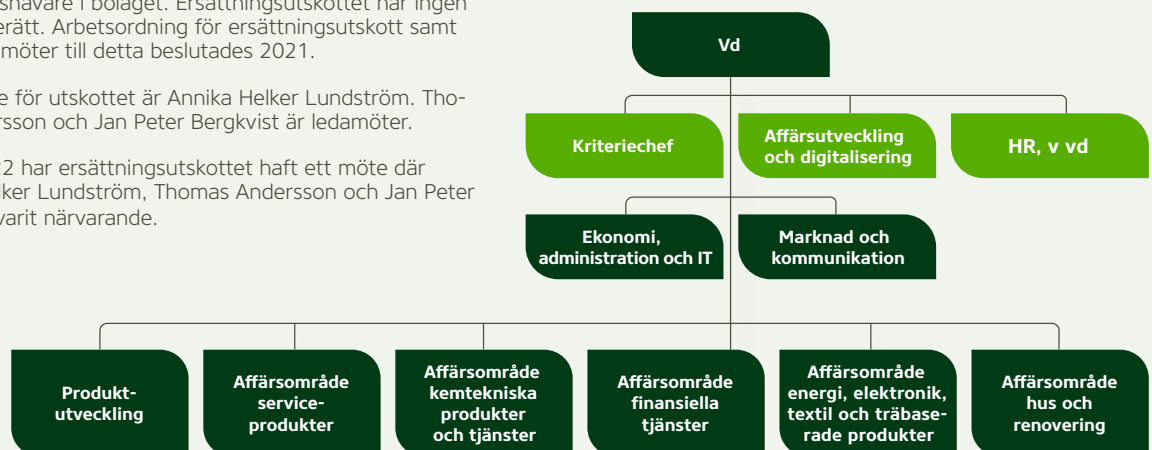 snavare i bolaget. Ersättningsutskottet har ingen
erätt. Arbetsordning för ersättningsutskott samt
möter till detta beslutades 2021.
e för utskottet är Annika Helker Lundström. Tho-
rsson och Jan Peter Bergkvist är ledamöter.
22 har ersättningsutskottet haft ett möte där
lker Lundström, Thomas Andersson och Jan Peter
varit närvarande.
Vd
Kriteriechef
Affärsutveckling
och digitalisering
HR, v vd
Ekonomi,
administration och IT
Marknad och
kommunikation
Produkt-
utveckling
Affärsområde
service-
produkter
Affärsområde
kemtekniska
produkter
och tjänster
Affärsområde
finansiella
tjänster
Affärsområde
energi, elektronik,
textil och träbase-
rade produkter
Affärsområde
hus och
renovering